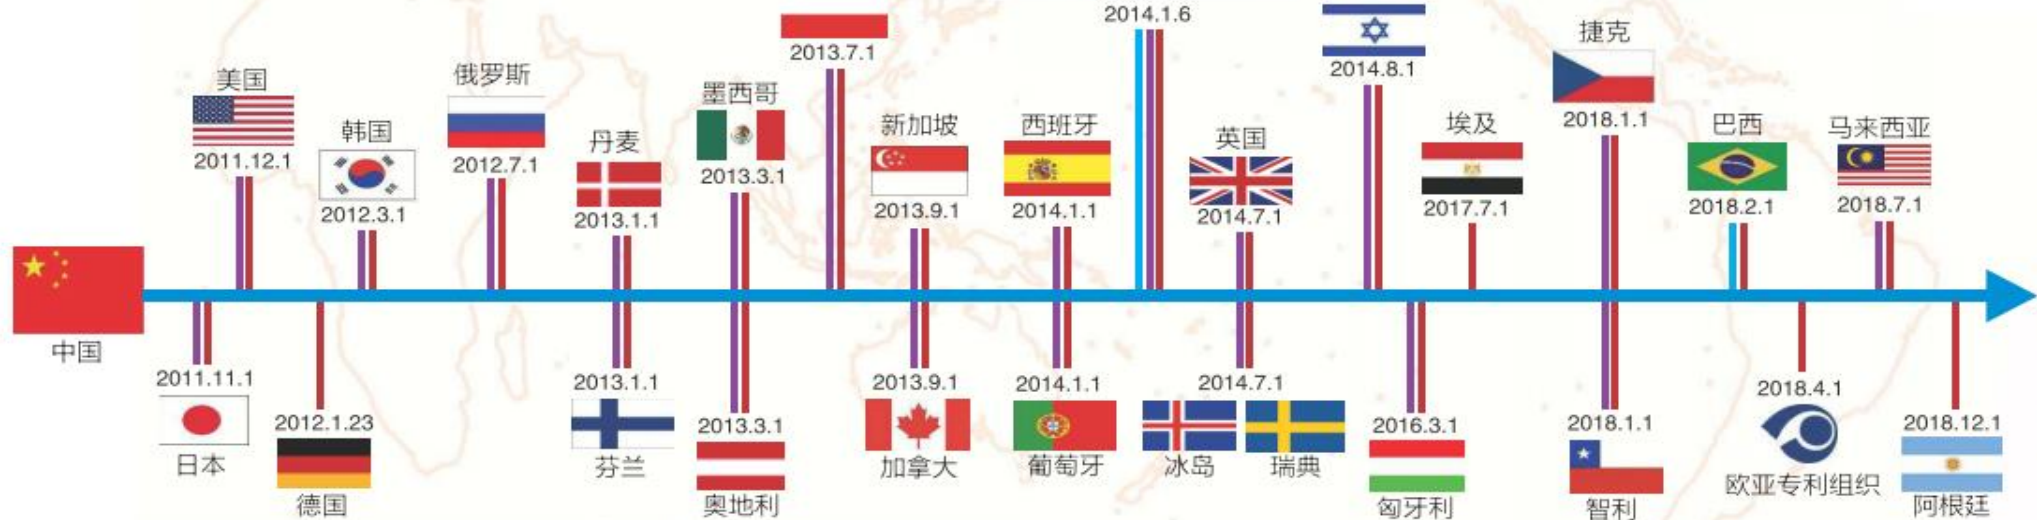 美国
2011.12.1
韩国
2012.3.1
俄罗斯
2012.7.1
丹麦
2013.1.1
墨西哥
2013.3.1
2013.7.1
新加坡
2013.9.1
西班牙
2014.1.1
2014.1.6
英国
2014.7.1
2014.8.1
埃及
2017.7.1
捷克
2018.1.1
巴西
2018.2.1
马来西亚
2018.7.1
中国
2011.11.1
日本
2012.1.23
德国
2013.1.1
芬兰
2013.3.1
奥地利
2013.9.1
加拿大
2014.1.1
葡萄牙
2014.7.1
冰岛
瑞典
2016.3.1
匈牙利
2018.1.1
智利
2018.4.1
欧亚专利组织
2018.12.1
阿根廷